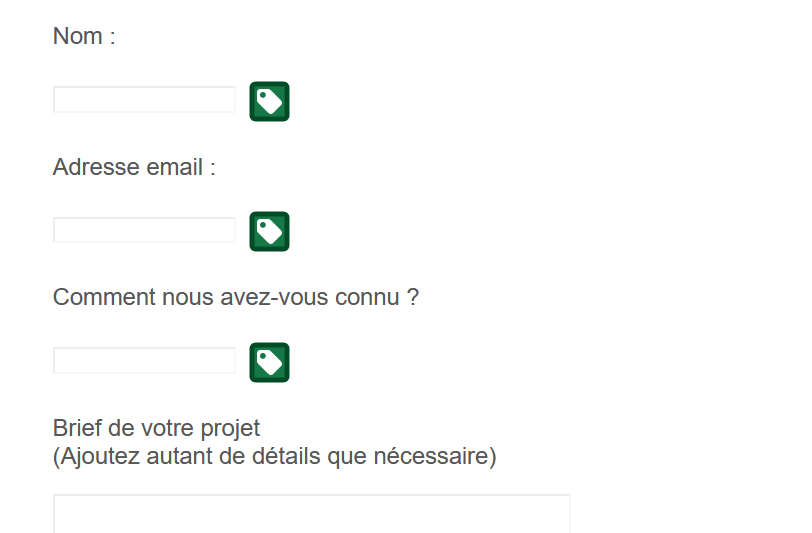 Nom :
Adresse email :
Comment nous avez-vous connu ?
Brief de votre projet
(Ajoutez autant de détails que nécessaire)